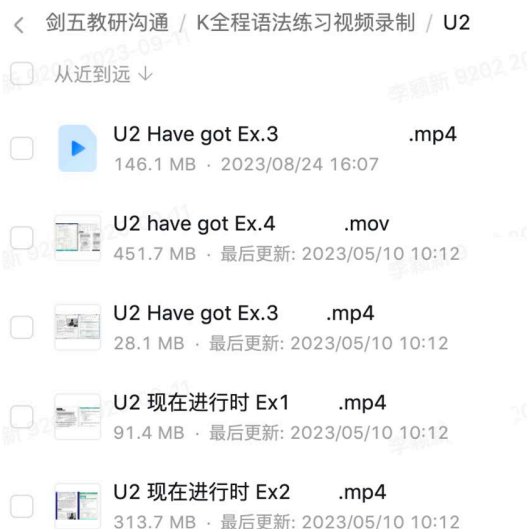 剑五教研沟通 / K全程语法练习视频录制 / U2
从近到远 ↓
U2 Have got Ex.3 .mp4
146.1 MB · 2023/08/24 16:07
U2 have got Ex.4 .mov
451.7 MB · 最后更新: 2023/05/10 10:12
U2 Have got Ex.3 .mp4
28.1 MB · 最后更新: 2023/05/10 10:12
U2 现在进行时 Ex1 .mp4
91.4 MB · 最后更新: 2023/05/10 10:12
U2 现在进行时 Ex2 .mp4
313.7 MB · 最后更新: 2023/05/10 10:12